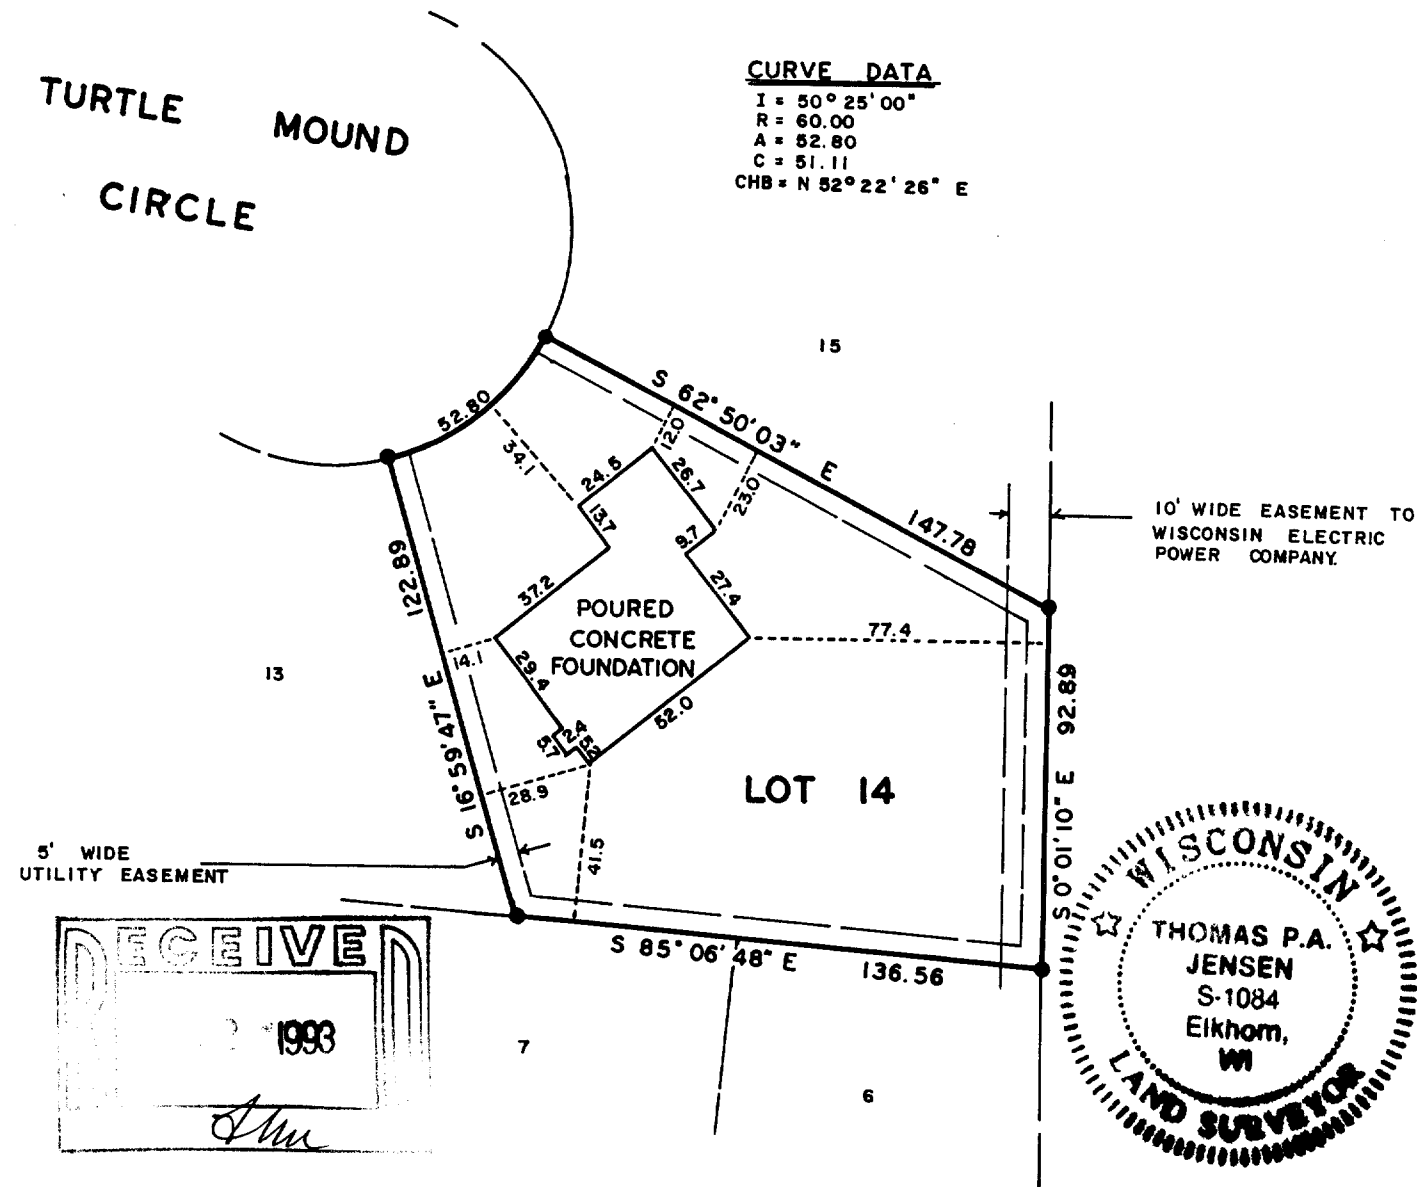 TURTLE MOUND
CIRCLE
CURVE DATA
I = 50° 25' 00"
R = 60.00
A = 52.80
C = 51.11
CHB = N 52° 22' 26" E
15
S 62° 50' 03" E
147.78
52.80
34.1
12.0
24.5
26.7
23.0
13.7
9.7
10' WIDE EASEMENT TO
WISCONSIN ELECTRIC
POWER COMPANY.
122.89
37.2
27.4
POURED
CONCRETE
FOUNDATION
77.4
14.1
29.4
13
S 16° 59' 47" E
52.0
92.89
2.4
5.7
5.2
28.9
LOT 14
S 0° 01' 10" E
41.5
5' WIDE
UTILITY EASEMENT
S 85° 06' 48" E
136.56
7
6
RECEIVED
1993
WISCONSIN
THOMAS P.A.
JENSEN
S-1084
Elkhorn,
WI
LAND SURVEYOR